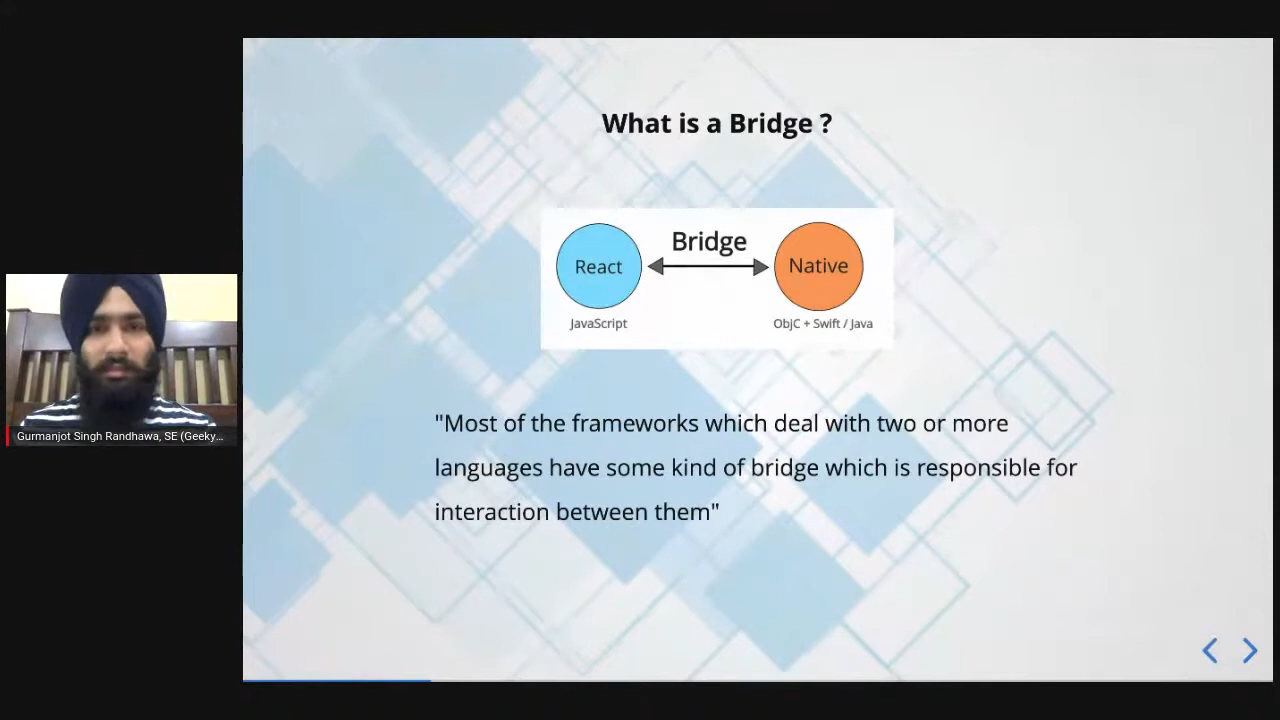 What is a Bridge ?
Bridge
React
Native
JavaScript
ObjC + Swift / Java
"Most of the frameworks which deal with two or more
languages have some kind of bridge which is responsible for
interaction between them"
Gurmanjot Singh Randhawa, SE (Geeky...